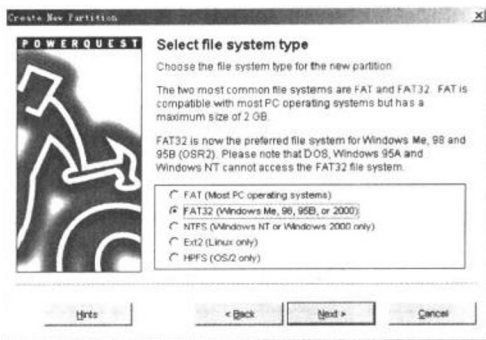 Create New Partition
POWERQUEST
Select file system type
Choose the file system type for the new partition
The two most common file systems are FAT and FAT32. FAT is
compatible with most PC operating systems but has a
maximum size of 2 GB.
FAT32 is now the preferred file system for Windows Me, 98 and
95B (OSR2). Please note that DOS, Windows 95A and
Windows NT cannot access the FAT32 file system.
FAT (Most PC operating systems)
FAT32 (Windows Me, 98, 95B, or 2000)
NTFS (Windows NT or Windows 2000 only)
Ext2 (Linux only)
HPFS (OS/2 only)
Hints
< Back
Next >
Cancel